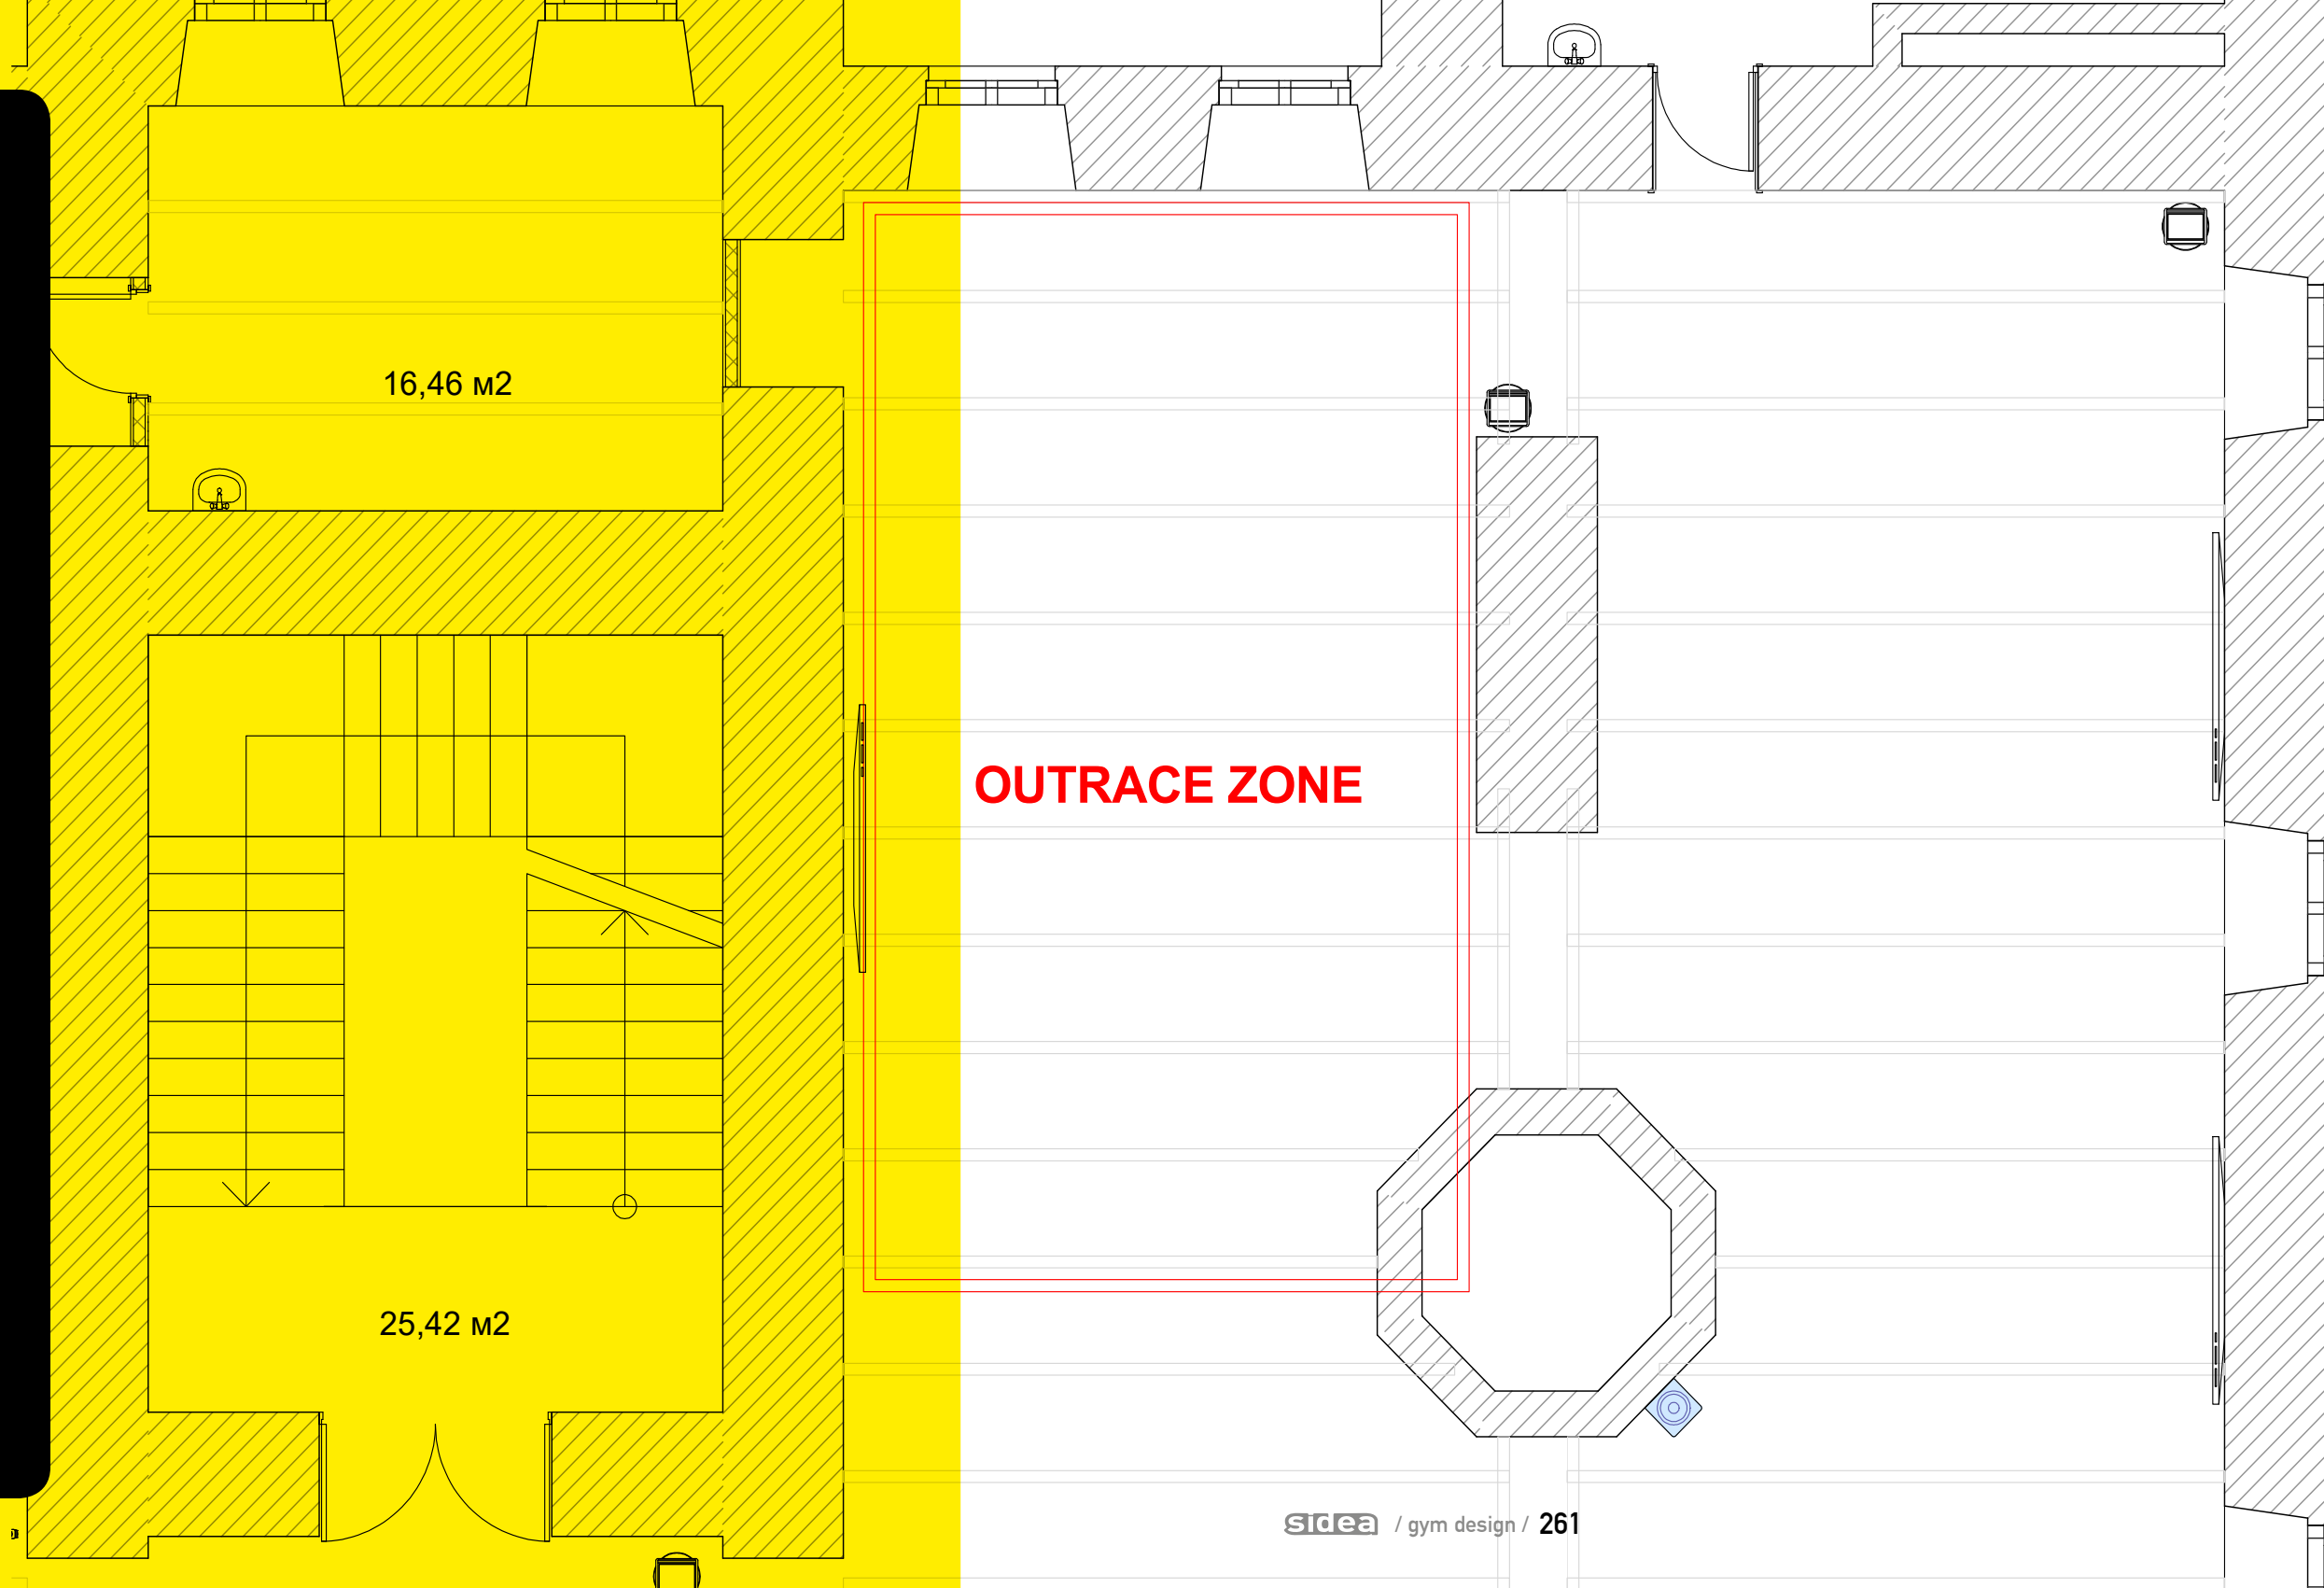 16,46 м2
OUTRACE ZONE
25,42 м2
sidea / gym design / 261